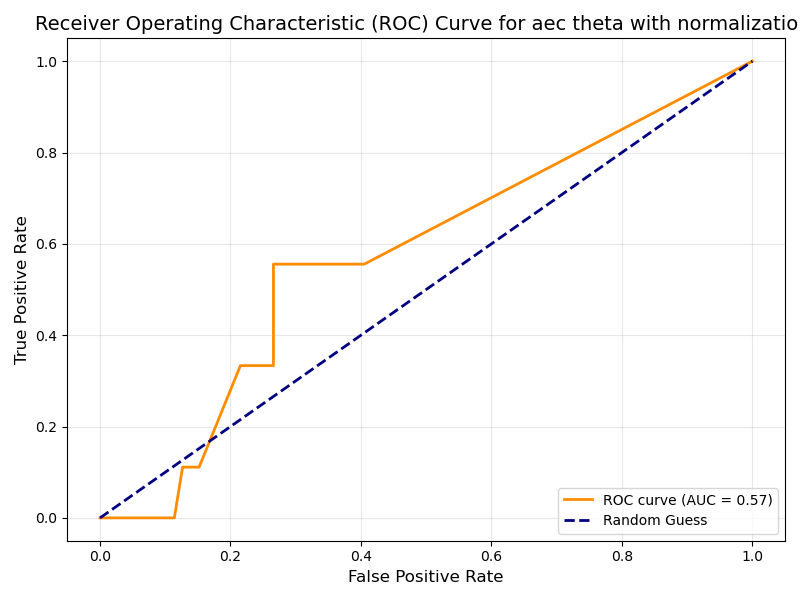 Receiver Operating Characteristic (ROC) Curve for aec theta with normalizatio
1.0
0.8
0.6
0.4
0.2
0.0
True Positive Rate
0.0 0.2 0.4 0.6 0.8 1.0
False Positive Rate
ROC curve (AUC = 0.57)
Random Guess